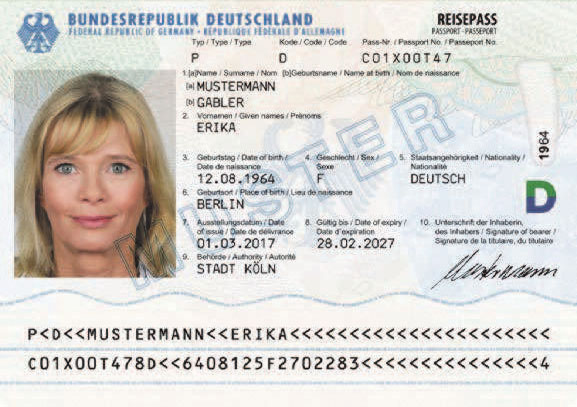 BUNDESREPUBLIK DEUTSCHLAND
FEDERAL REPUBLIC OF GERMANY · RÉPUBLIQUE FÉDÉRALE D'ALLEMAGNE
REISEPASS
PASSPORT · PASSEPORT
Typ / Type / Type Kode / Code / Code Pass-Nr. / Passport No. / Passeport No.
P D C01X00T47
1.[a]Name / Surname / Nom [b]Geburtsname / Name at birth / Nom de naissance
[a] MUSTERMANN
[b] GABLER
2. Vornamen / Given names / Prénoms
ERIKA
3. Geburtstag / Date of birth / Date de naissance
12.08.1964
4. Geschlecht / Sex / Sexe
F
5. Staatsangehörigkeit / Nationality / Nationalité
DEUTSCH
6. Geburtsort / Place of birth / Lieu de naissance
BERLIN
7. Ausstellungsdatum / Date of issue / Date de délivrance
01.03.2017
8. Gültig bis / Date of expiry / Date d'expiration
28.02.2027
9. Behörde / Authority / Autorité
STADT KÖLN
10. Unterschrift der Inhaberin, des Inhabers / Signature of bearer / Signature de la titulaire, du titulaire
Mustermann
1964
D
MUSTER
P<D<<MUSTERMANN<<ERIKA<<<<<<<<<<<<<<<<<<<<<<
C01X00T478D<<6408125F2702283<<<<<<<<<<<<<<<4